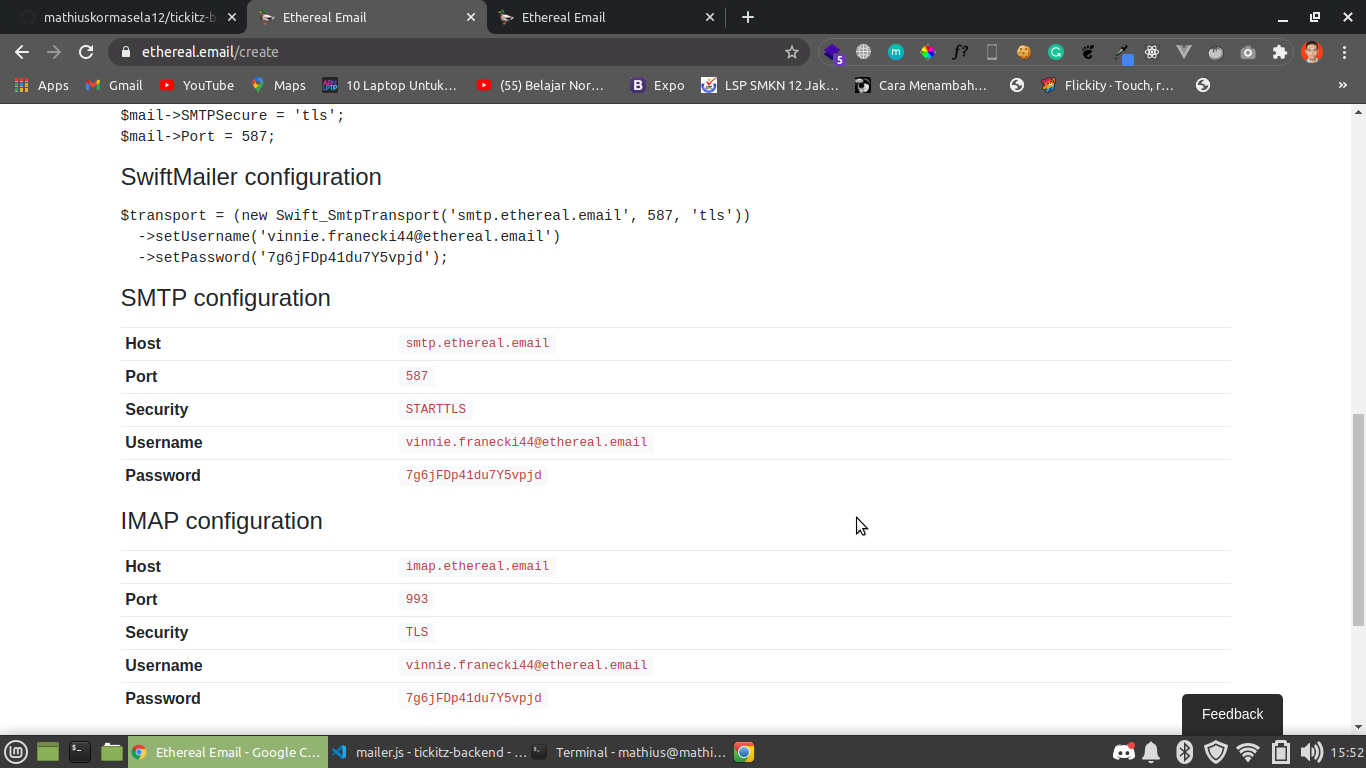 mathiuskormasela12/tickitz-b
Ethereal Email
Ethereal Email
ethereal.email/create
f?
5
Apps
Gmail
YouTube
Maps
10 Laptop Untuk…
(55) Belajar Nor…
Expo
LSP SMKN 12 Jak…
Cara Menambah…
Flickity · Touch, r…
»
$mail->SMTPSecure = 'tls';
$mail->Port = 587;
SwiftMailer configuration
$transport = (new Swift_SmtpTransport('smtp.ethereal.email', 587, 'tls'))
->setUsername('vinnie.franecki44@ethereal.email')
->setPassword('7g6jFDp41du7Y5vpjd');
SMTP configuration
Host smtp.ethereal.email
Port 587
Security STARTTLS
Username vinnie.franecki44@ethereal.email
Password 7g6jFDp41du7Y5vpjd
IMAP configuration
Host imap.ethereal.email
Port 993
Security TLS
Username vinnie.franecki44@ethereal.email
Password 7g6jFDp41du7Y5vpjd
Feedback
Ethereal Email - Google C…
mailer.js - tickitz-backend - …
Terminal - mathius@mathi…
15:52